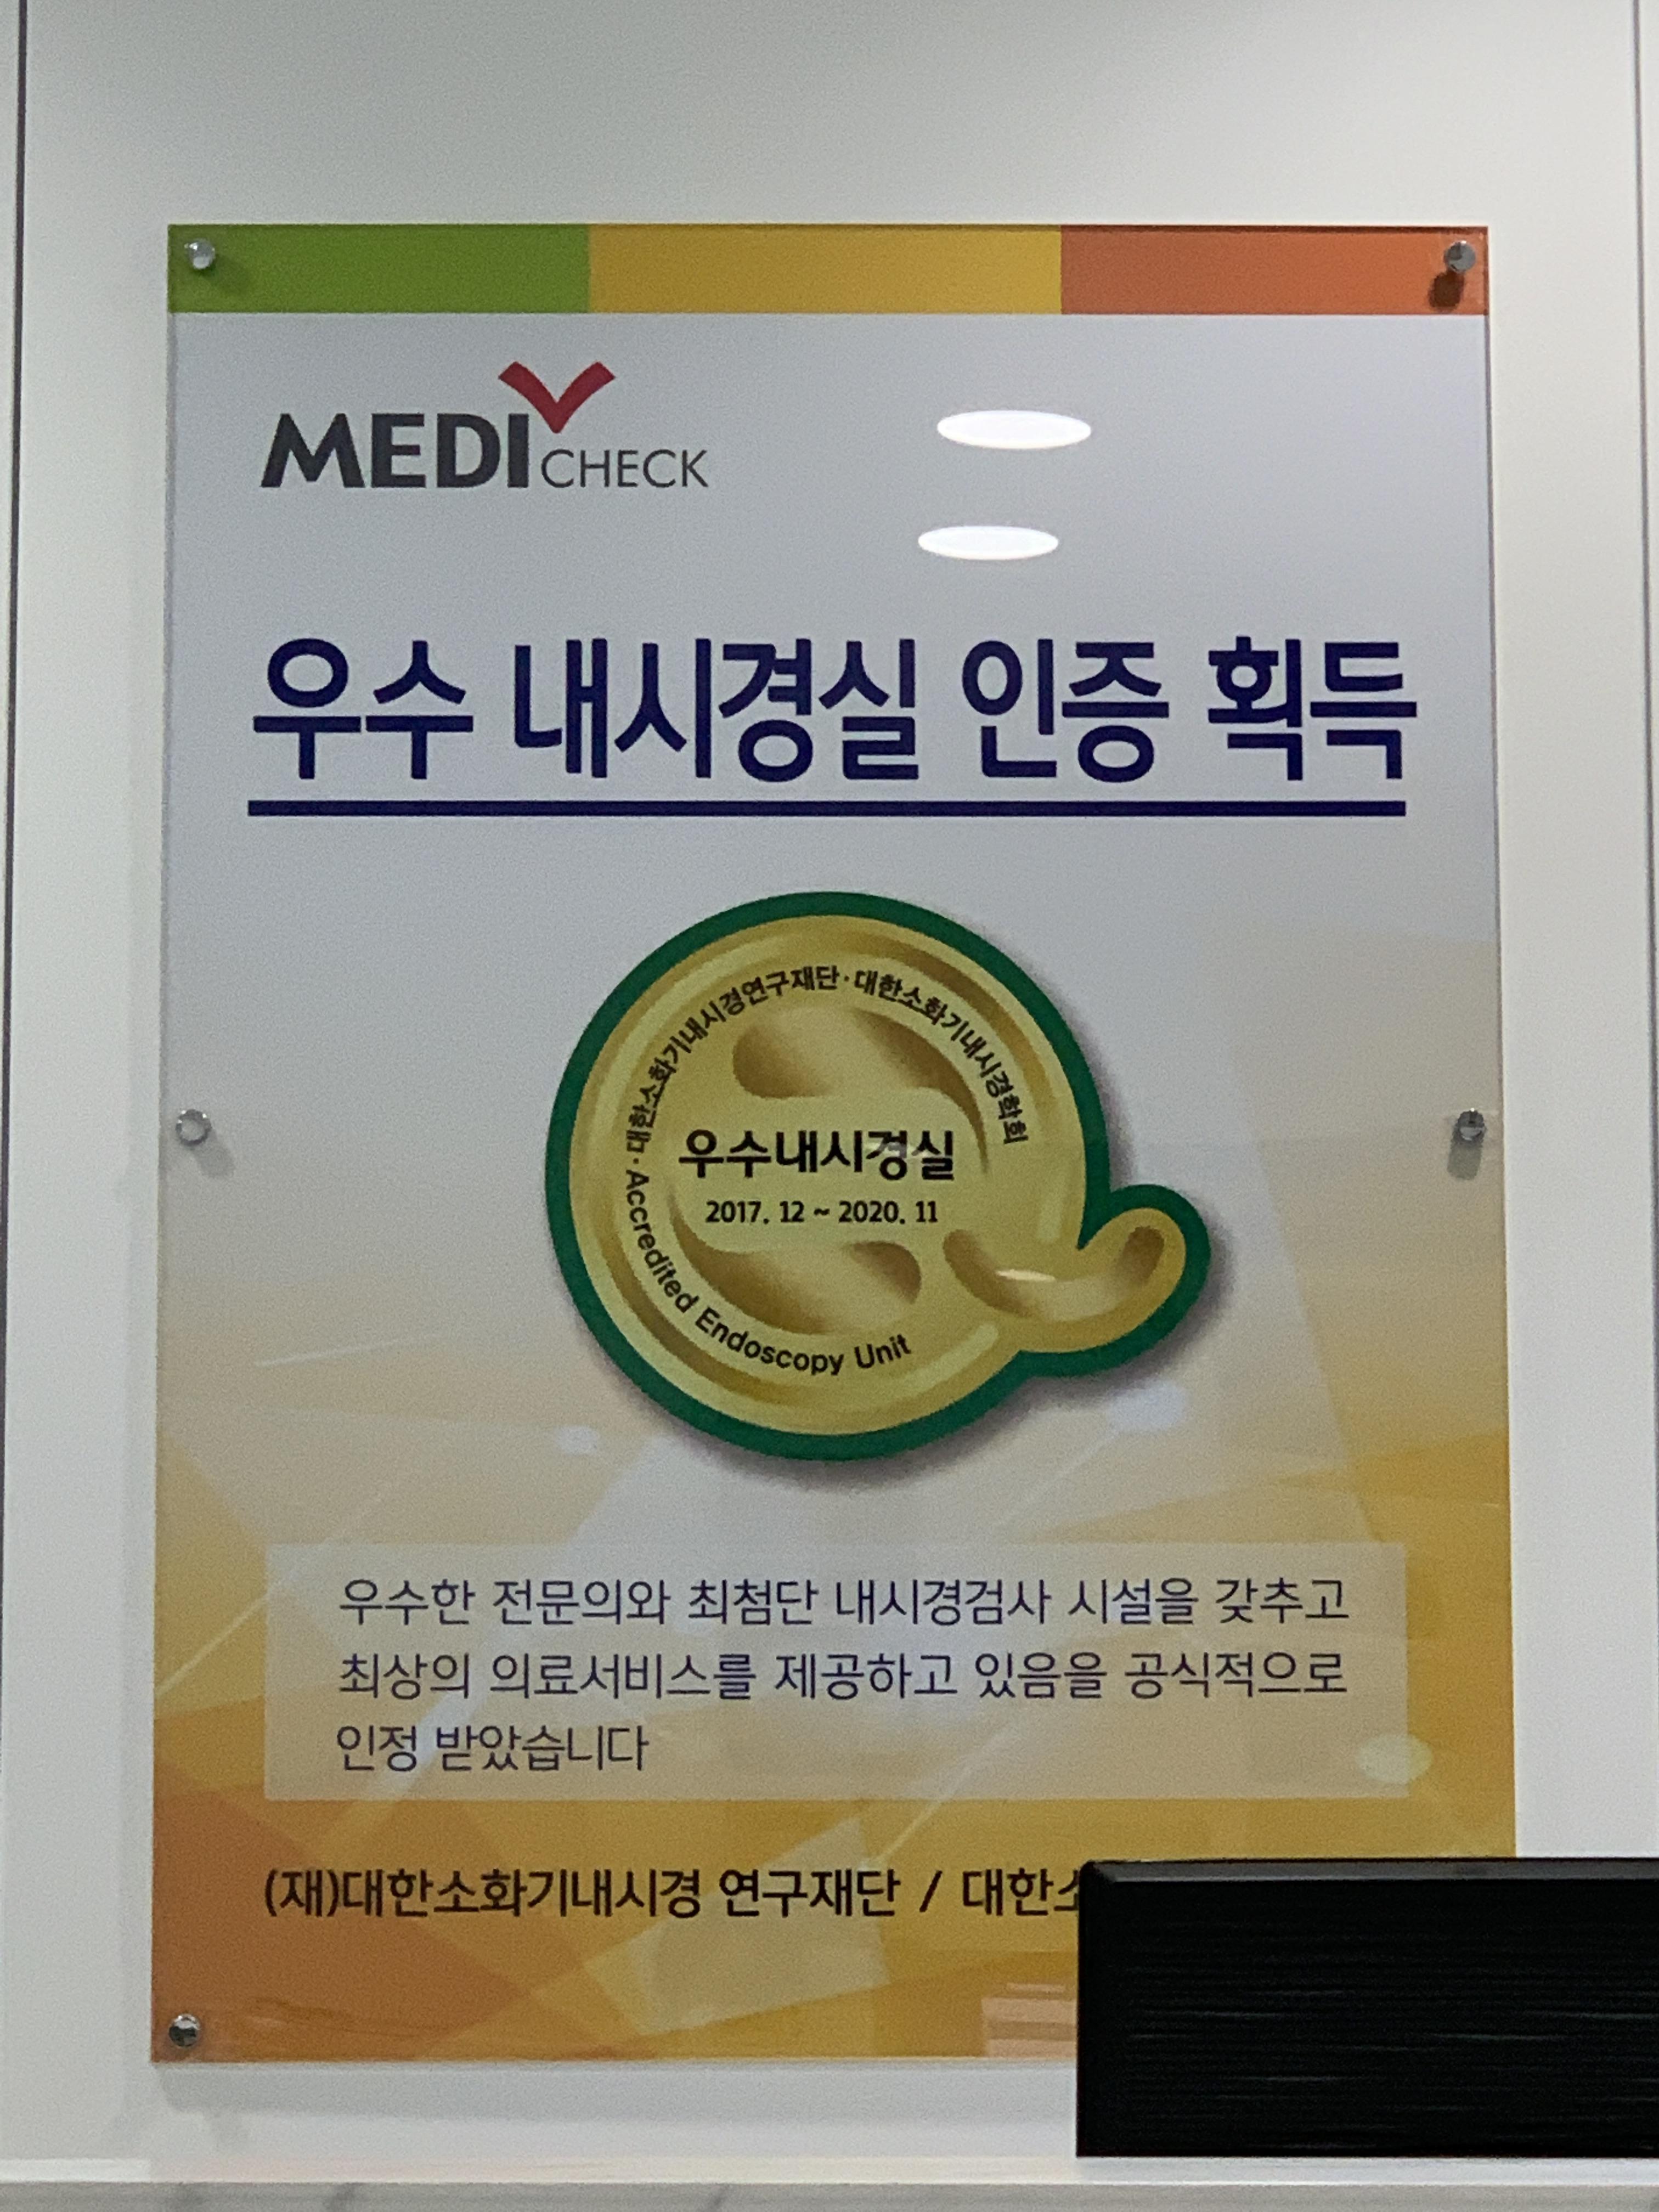 MEDI CHECK
우수 내시경실 인증 획득
대한소화기내시경연구재단·대한소화기내시경학회
우수내시경실
2017. 12 ~ 2020. 11
·Accredited Endoscopy Unit
우수한 전문의와 최첨단 내시경검사 시설을 갖추고
최상의 의료서비스를 제공하고 있음을 공식적으로
인정 받았습니다
(재)대한소화기내시경 연구재단 / 대한